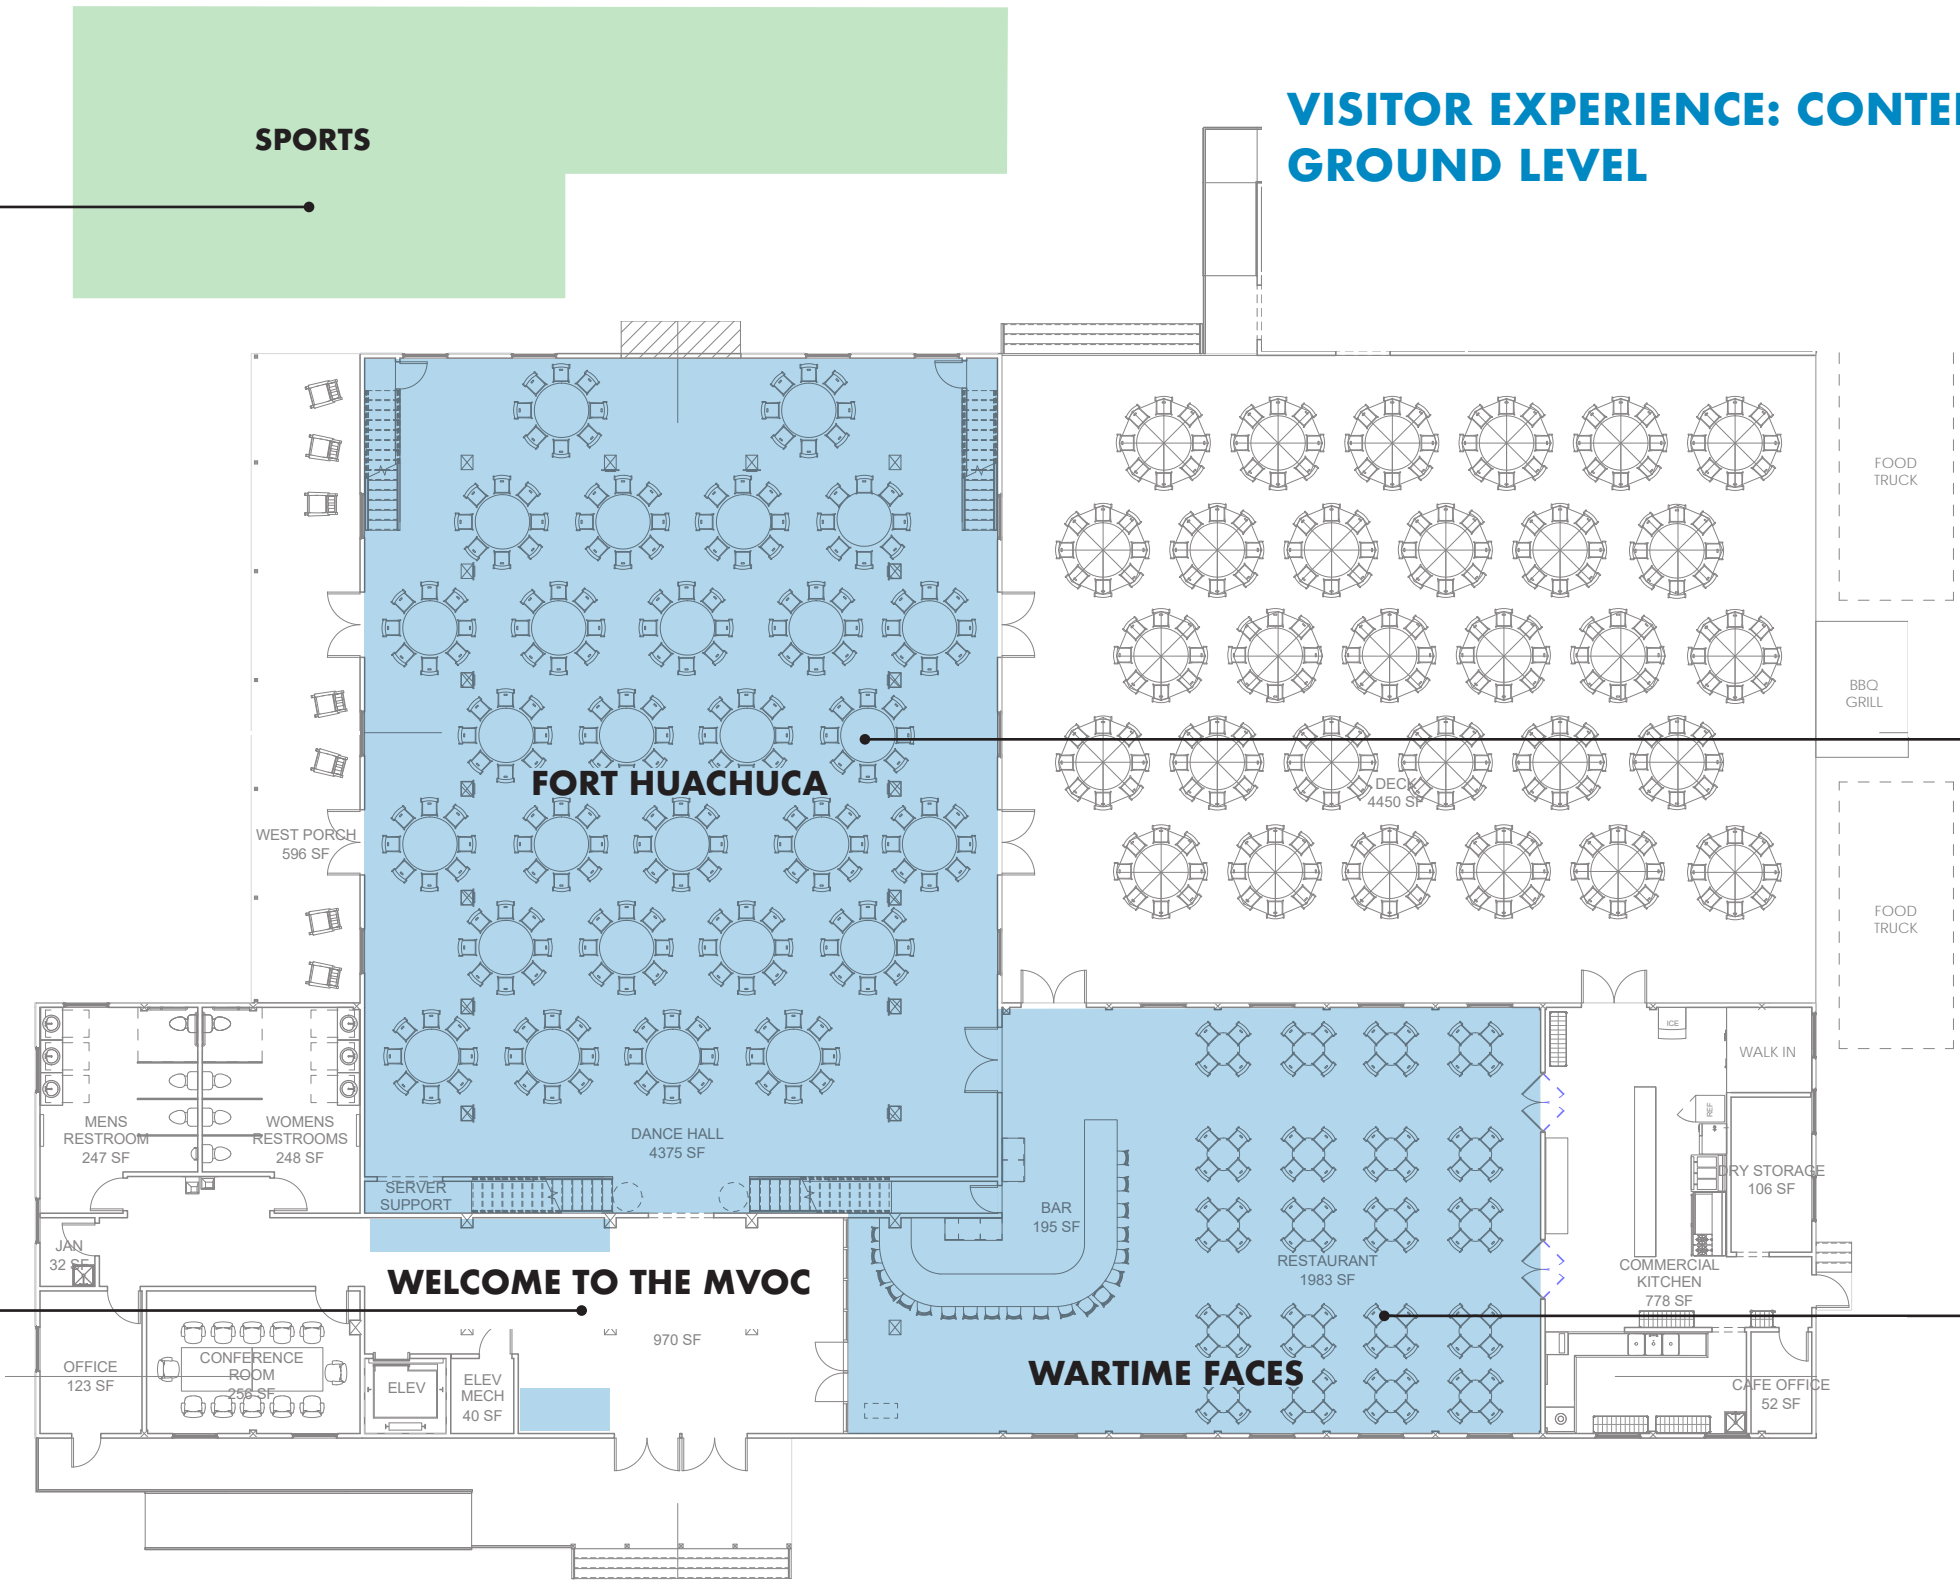 VISITOR EXPERIENCE: CONTE
GROUND LEVEL
SPORTS
FOOD
TRUCK
BBQ
GRILL
FORT HUACHUCA
DECK
4450 SF
WEST PORCH
596 SF
FOOD
TRUCK
ICE
WALK IN
REF
MENS
RESTROOM
247 SF
WOMENS
RESTROOMS
248 SF
DANCE HALL
4375 SF
DRY STORAGE
106 SF
SERVER
SUPPORT
BAR
195 SF
JAN
32 SF
RESTAURANT
1983 SF
COMMERCIAL
KITCHEN
778 SF
WELCOME TO THE MVOC
970 SF
OFFICE
123 SF
CONFERENCE
ROOM
256 SF
ELEV
ELEV
MECH
40 SF
WARTIME FACES
CAFE OFFICE
52 SF